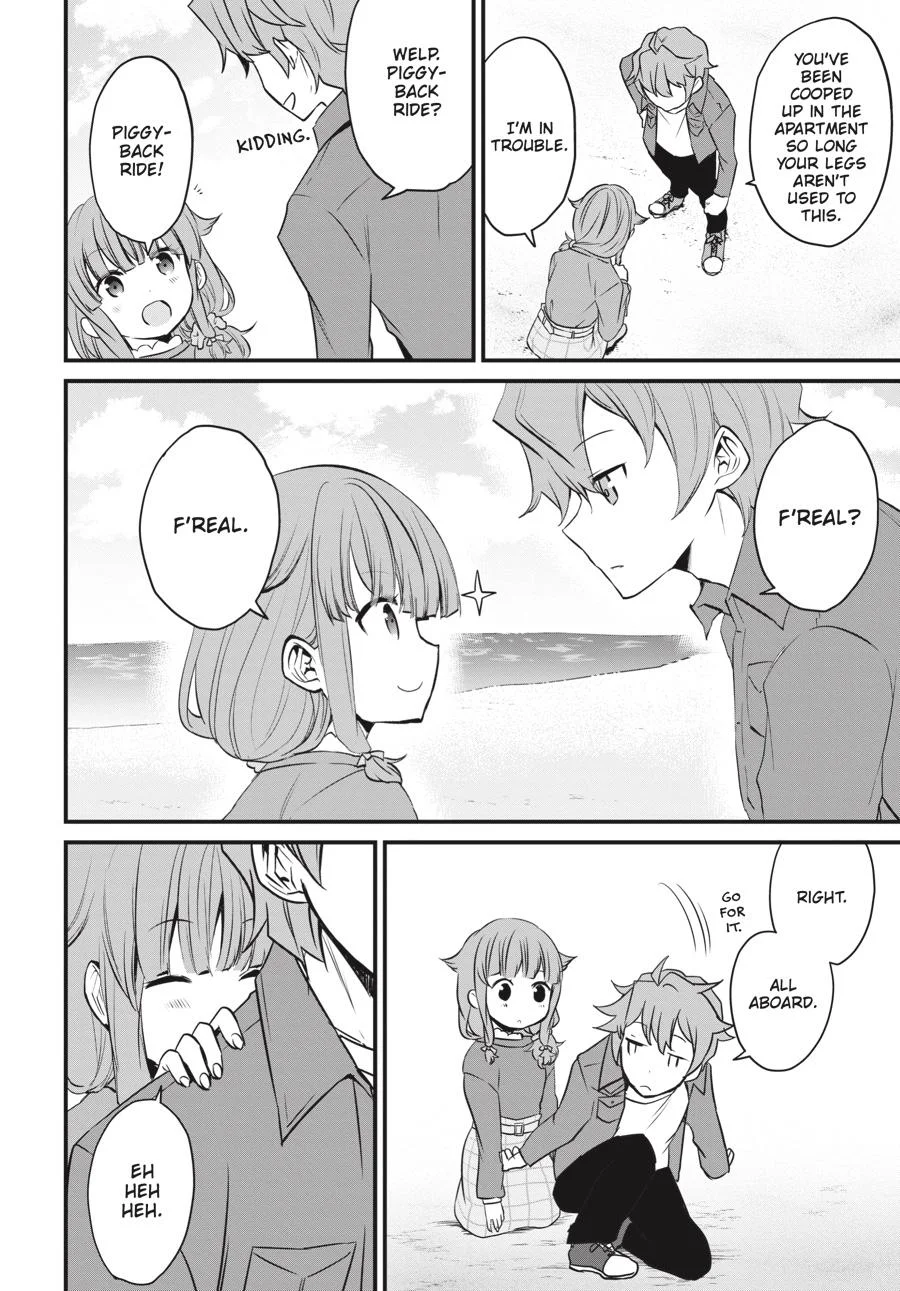 YOU'VE
BEEN
COOPED
UP IN THE
APARTMENT
SO LONG
YOUR LEGS
AREN'T
USED TO
THIS.
I'M IN
TROUBLE.
WELP.
PIGGY-
BACK
RIDE?
KIDDING.
PIGGY-
BACK
RIDE!
F'REAL?
F'REAL.
RIGHT.
GO
FOR
IT.
ALL
ABOARD.
EH
HEH
HEH.